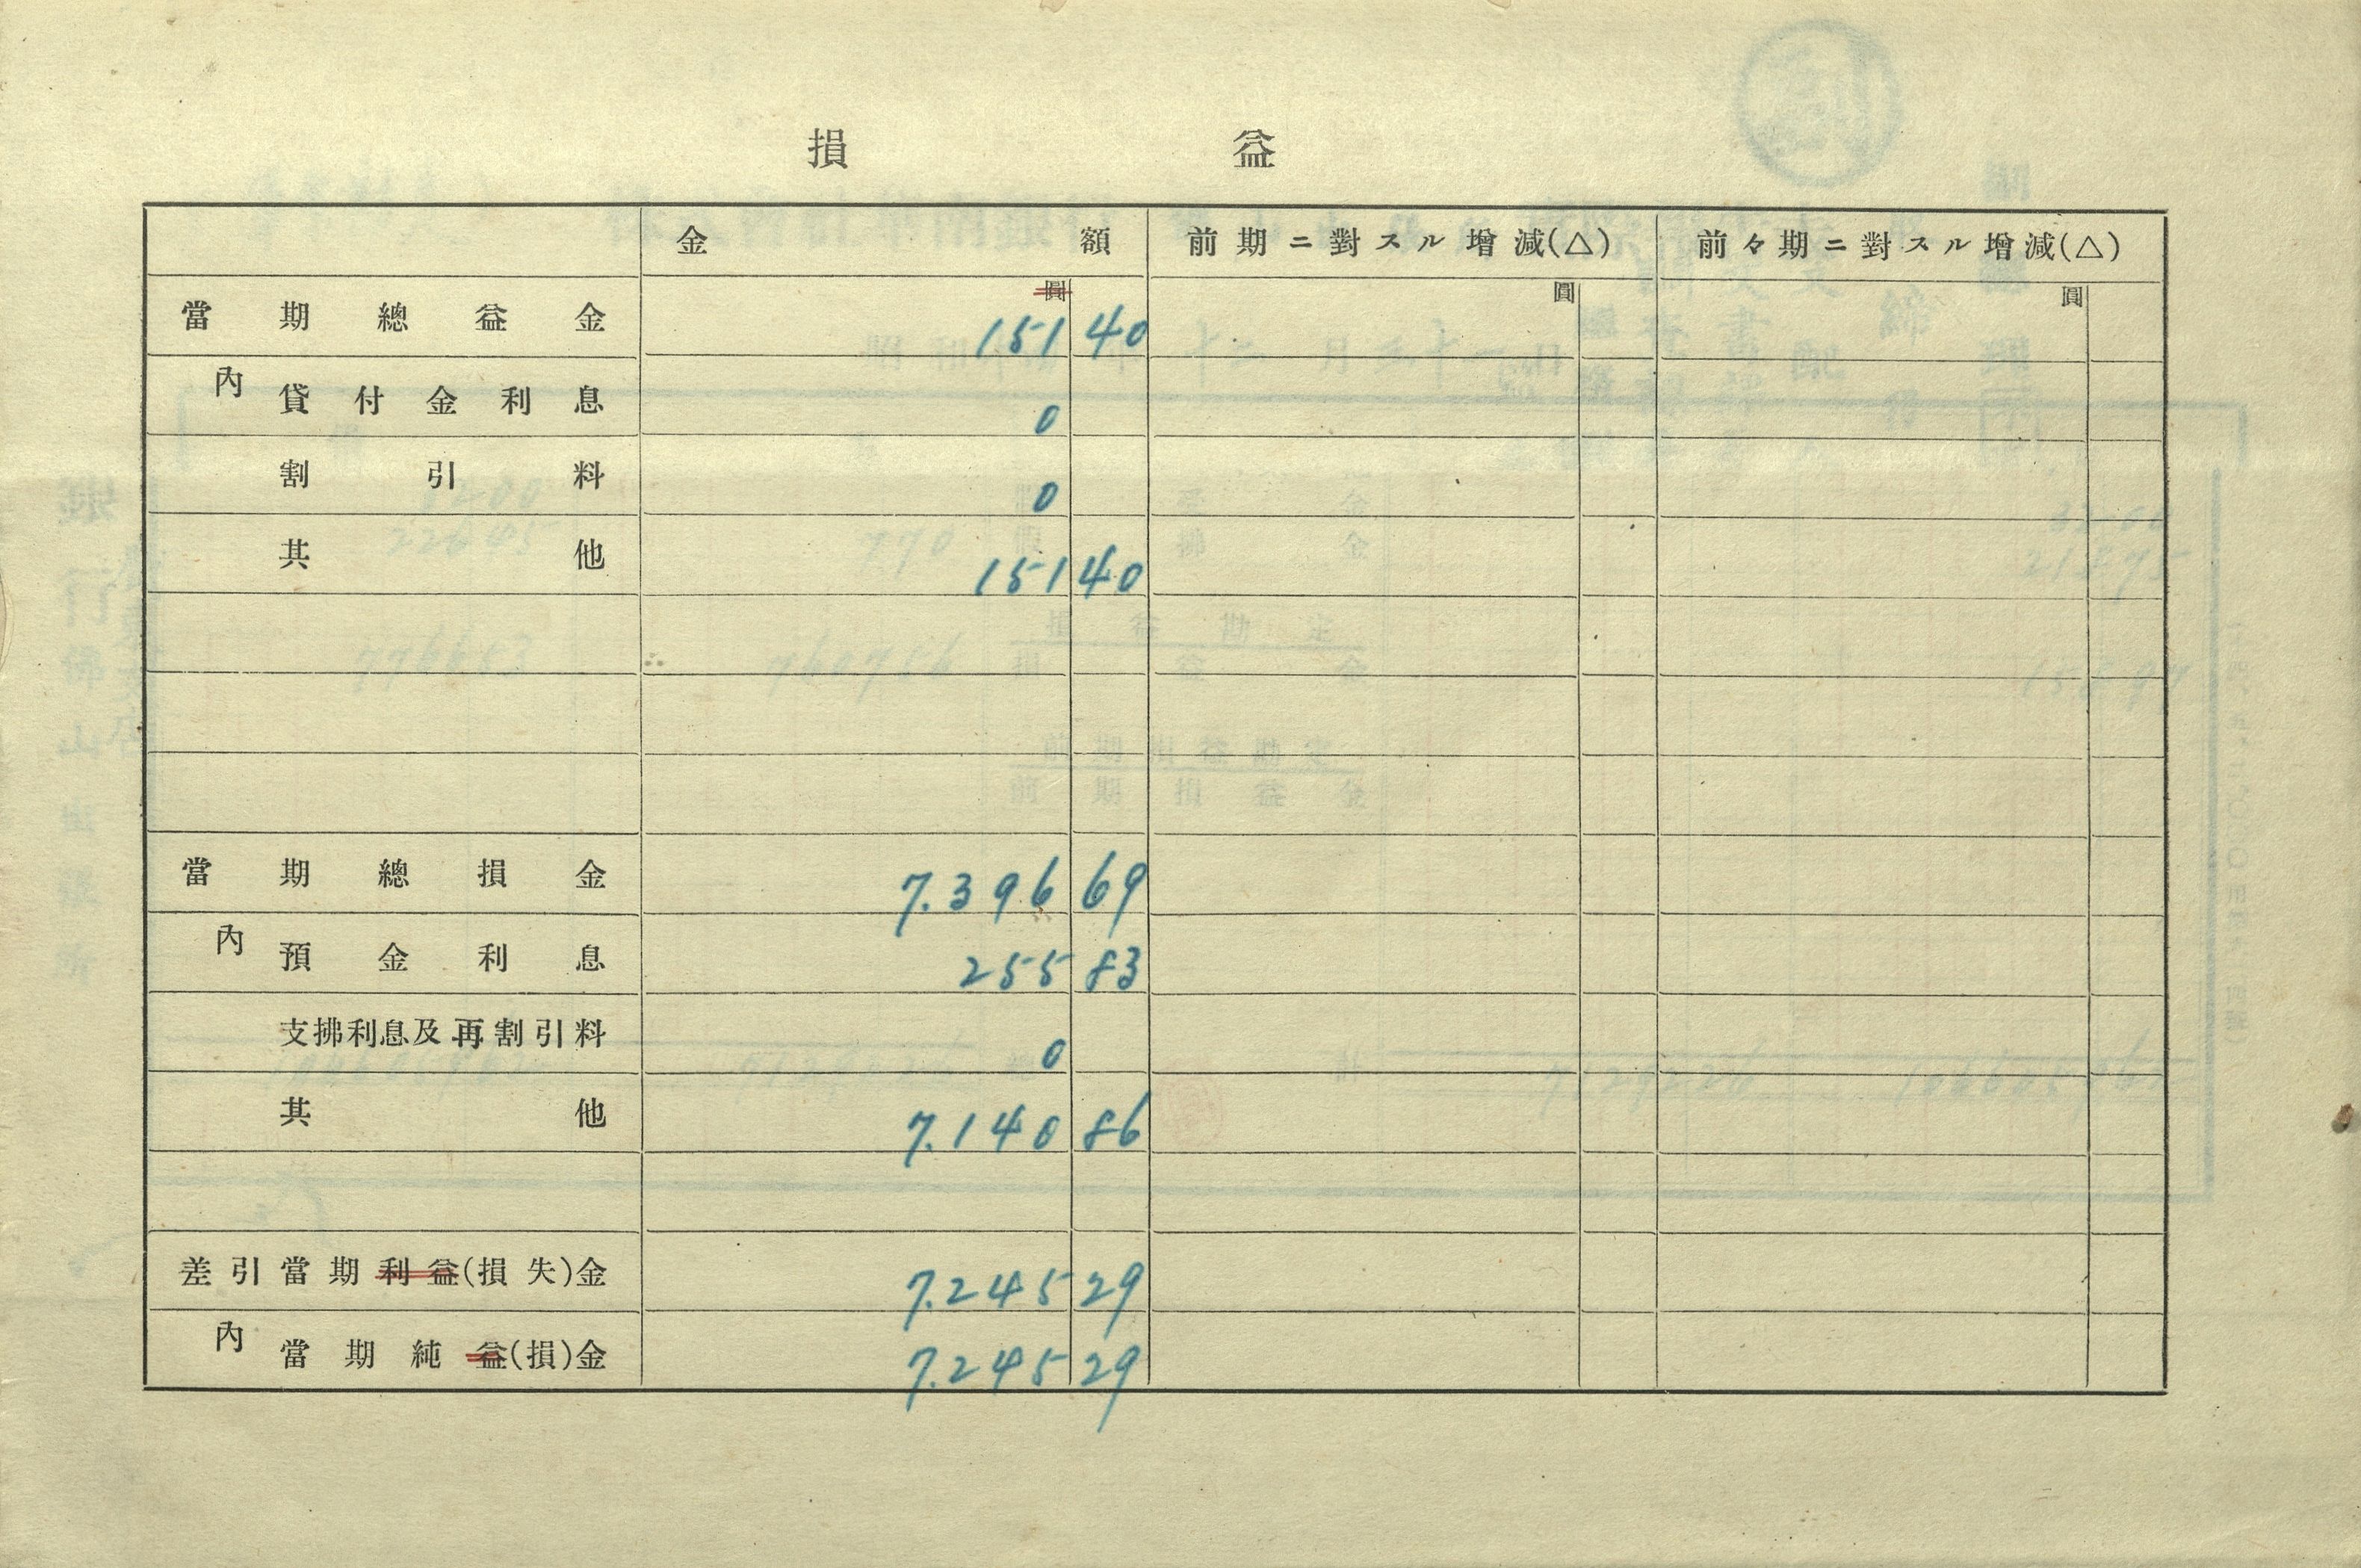 損益
金額 前期ニ對スル增減(△) 前々期ニ對スル增減(△)
圓 圓 圓
當期總益金 151 40
內 貸付金利息 0
割引料 0
其他 151 40
當期總損金 7.396 69
內 預金利息 255 83
支拂利息及再割引料 0
其他 7.140 86
差引當期利益(損失)金 7.245 29
內 當期純益(損)金 7.245 29